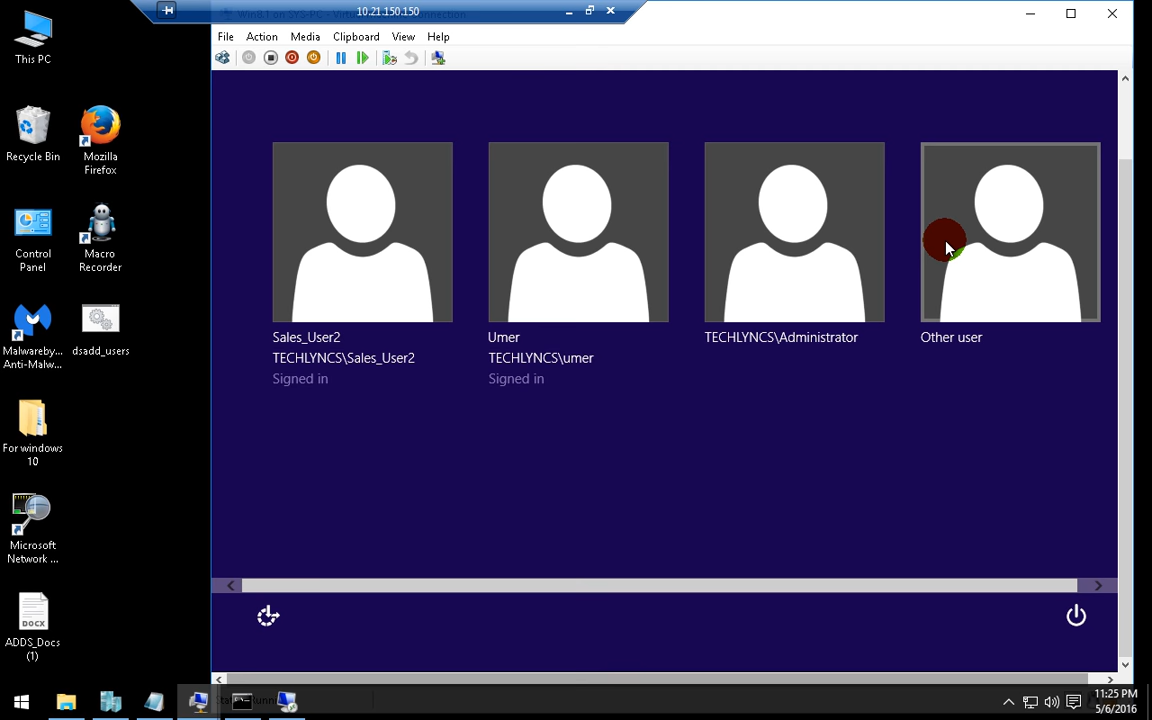 10.21.150.150
File Action Media Clipboard View Help
This PC
Recycle Bin
Mozilla
Firefox
Control
Panel
Macro
Recorder
Malwareby...
Anti-Malw...
dsadd_users
For windows
10
Microsoft
Network ...
DOCX
ADDS_Docs
(1)
Sales_User2
TECHLYNCS\Sales_User2
Signed in
Umer
TECHLYNCS\umer
Signed in
TECHLYNCS\Administrator
Other user
11:25 PM
5/6/2016